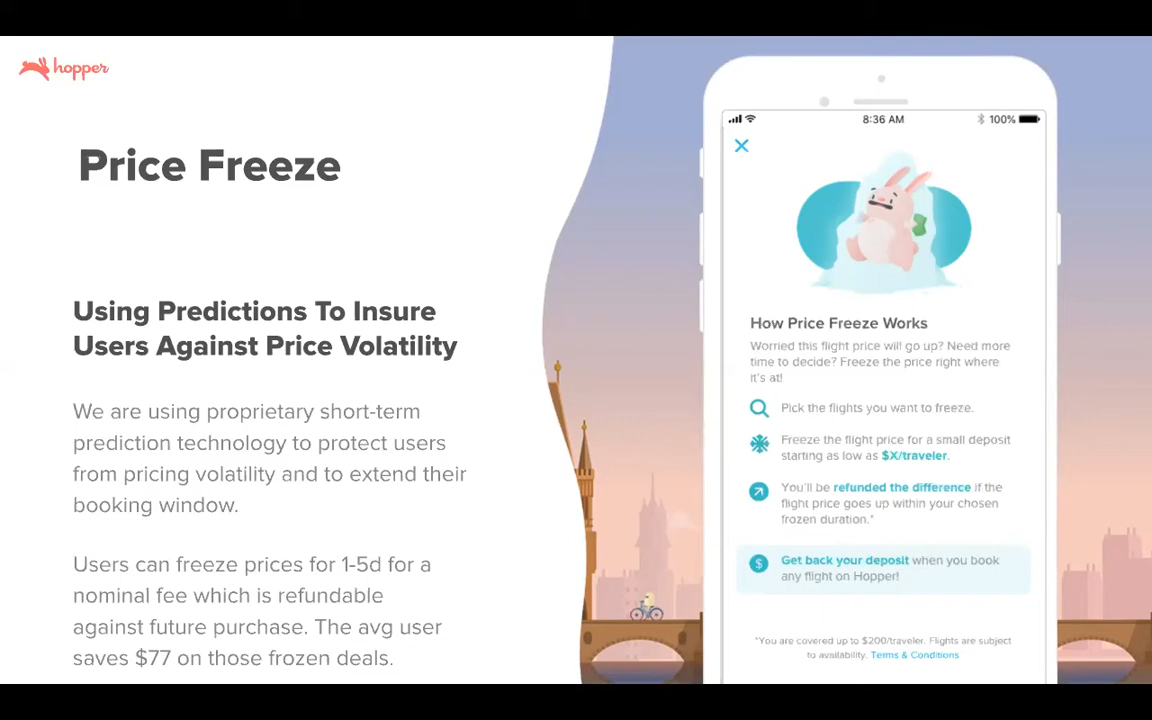 hopper
Price Freeze
Using Predictions To Insure
Users Against Price Volatility
We are using proprietary short-term
prediction technology to protect users
from pricing volatility and to extend their
booking window.
Users can freeze prices for 1-5d for a
nominal fee which is refundable
against future purchase. The avg user
saves $77 on those frozen deals.
8:36 AM
100%
How Price Freeze Works
Worried this flight price will go up? Need more
time to decide? Freeze the price right where
it's at!
Pick the flights you want to freeze.
Freeze the flight price for a small deposit
starting as low as $X/traveler.
You'll be refunded the difference if the
flight price goes up within your chosen
frozen duration.*
$
Get back your deposit when you book
any flight on Hopper!
*You are covered up to $200/traveler. Flights are subject
to availability. Terms & Conditions